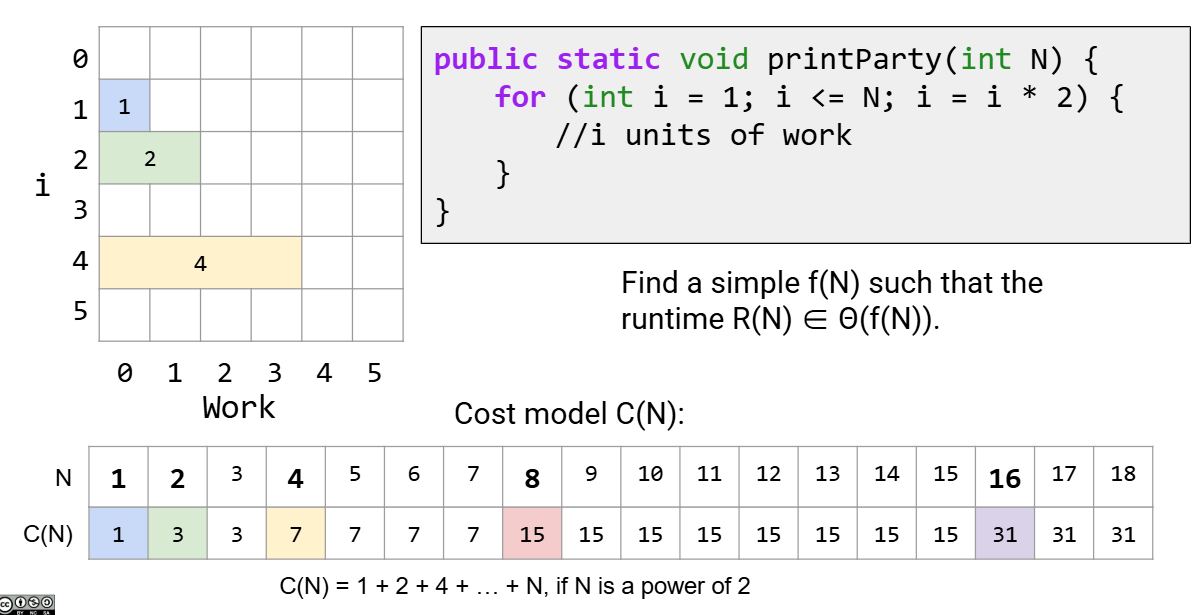 0
1 1
2 2
i
3
4 4
5
0 1 2 3 4 5
Work
public static void printParty(int N) {
for (int i = 1; i <= N; i = i * 2) {
//i units of work
}
}
Find a simple f(N) such that the
runtime R(N) ∈ Θ(f(N)).
Cost model C(N):
N 1 2 3 4 5 6 7 8 9 10 11 12 13 14 15 16 17 18
C(N) 1 3 3 7 7 7 7 15 15 15 15 15 15 15 15 31 31 31
C(N) = 1 + 2 + 4 + … + N, if N is a power of 2
cc
BY NC SA